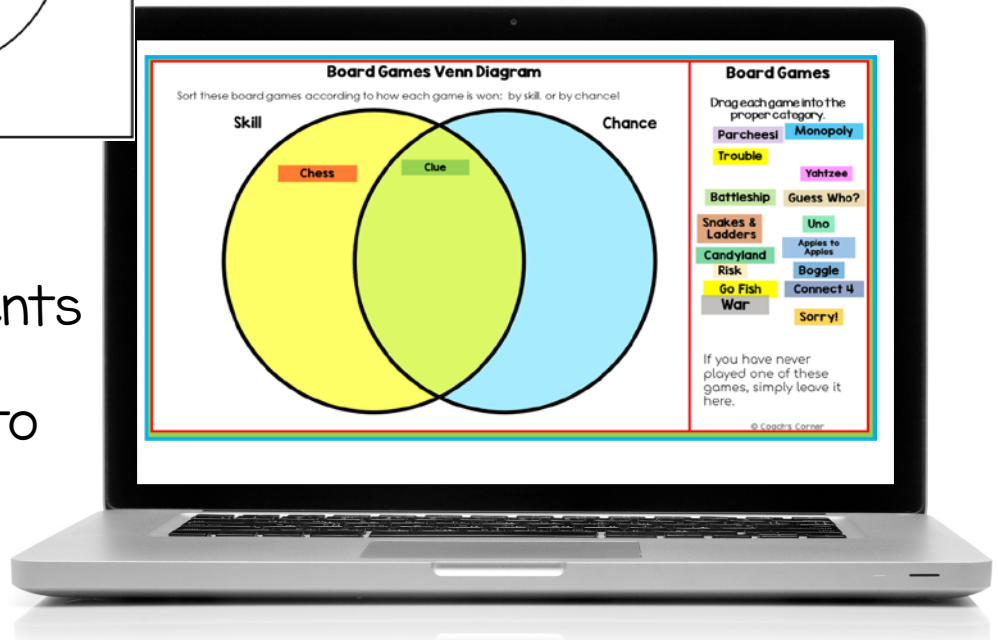 Board Games Venn Diagram
Sort these board games according to how each game is won: by skill, or by chance!
Skill
Chance
Chess
Clue
Board Games
Drag each game into the
proper category.
Parcheesi
Monopoly
Trouble
Yahtzee
Battleship
Guess Who?
Snakes &
Ladders
Uno
Apples to
Apples
Candyland
Risk
Boggle
Go Fish
Connect 4
War
Sorry!
If you have never
played one of these
games, simply leave it
here.
© Coach's Corner
nts
to